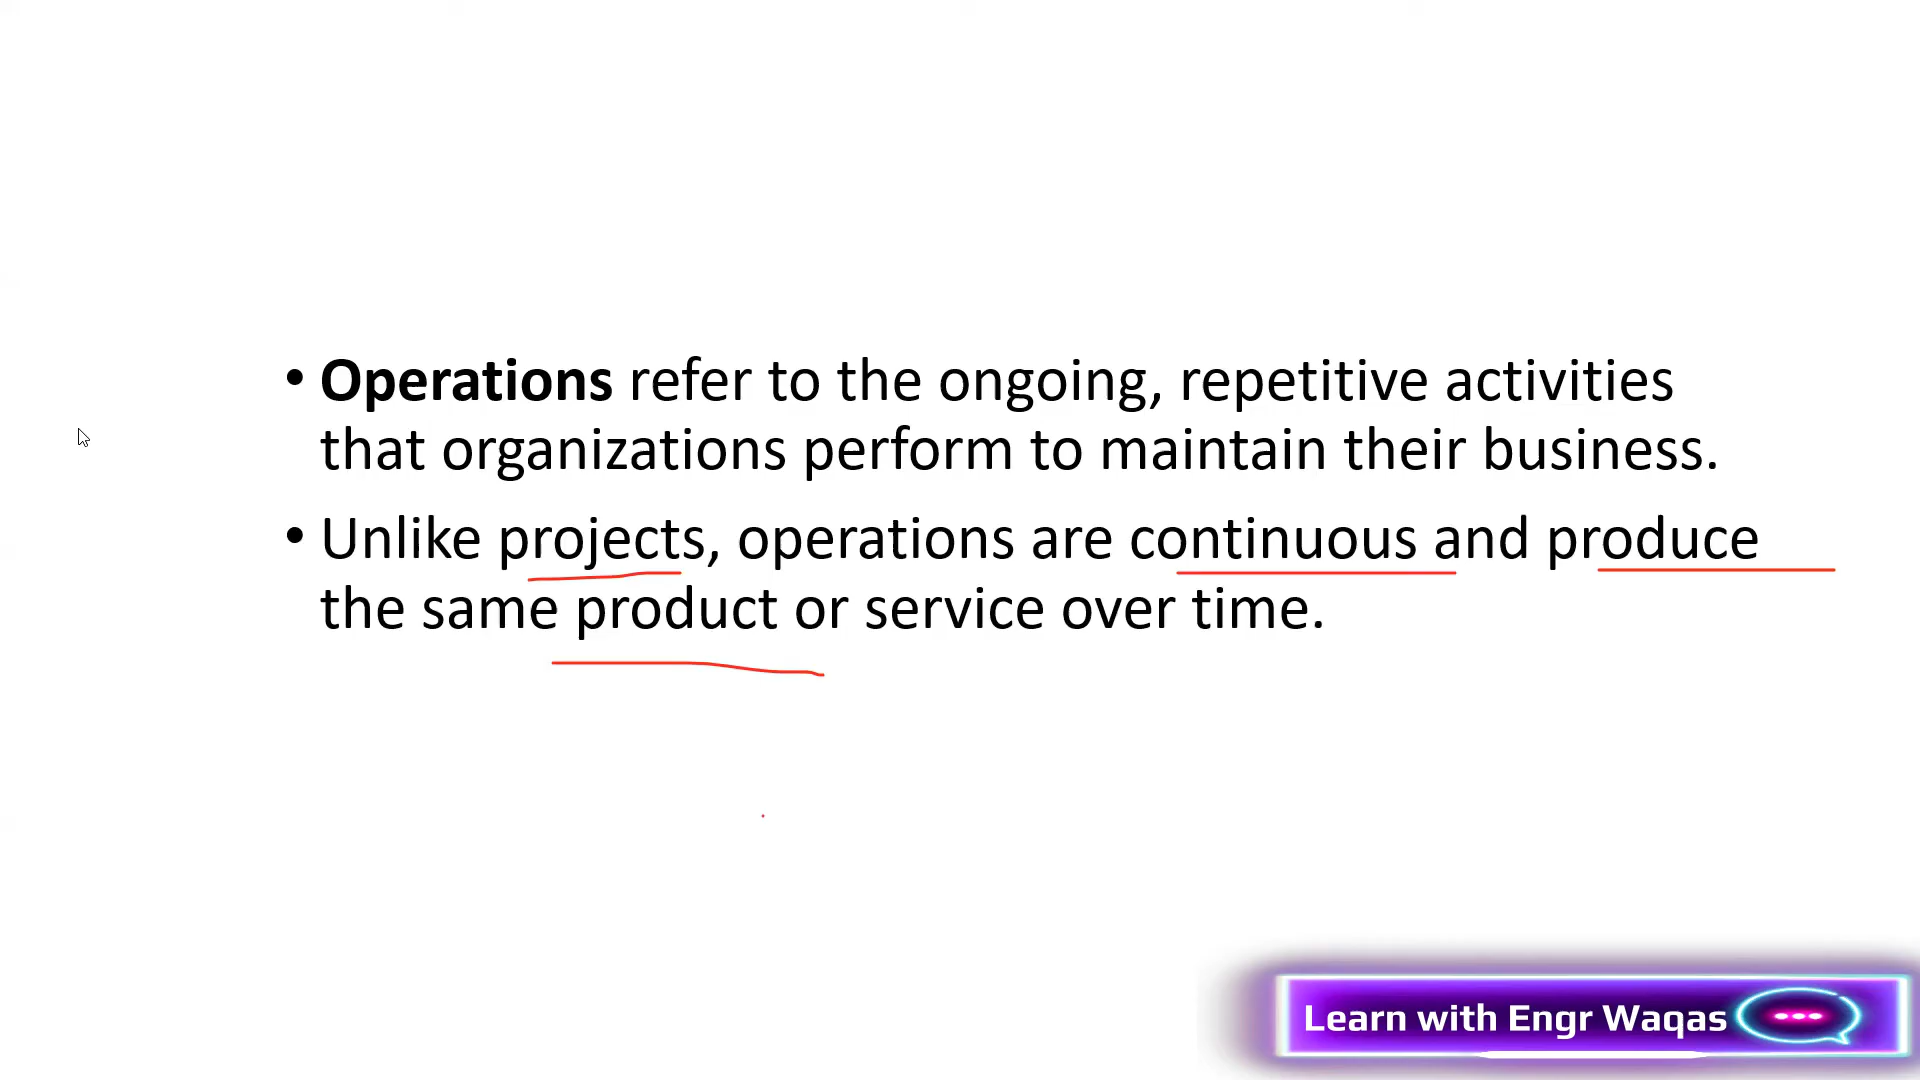 • Operations refer to the ongoing, repetitive activities
that organizations perform to maintain their business.
• Unlike projects, operations are continuous and produce
the same product or service over time.
Learn with Engr Waqas